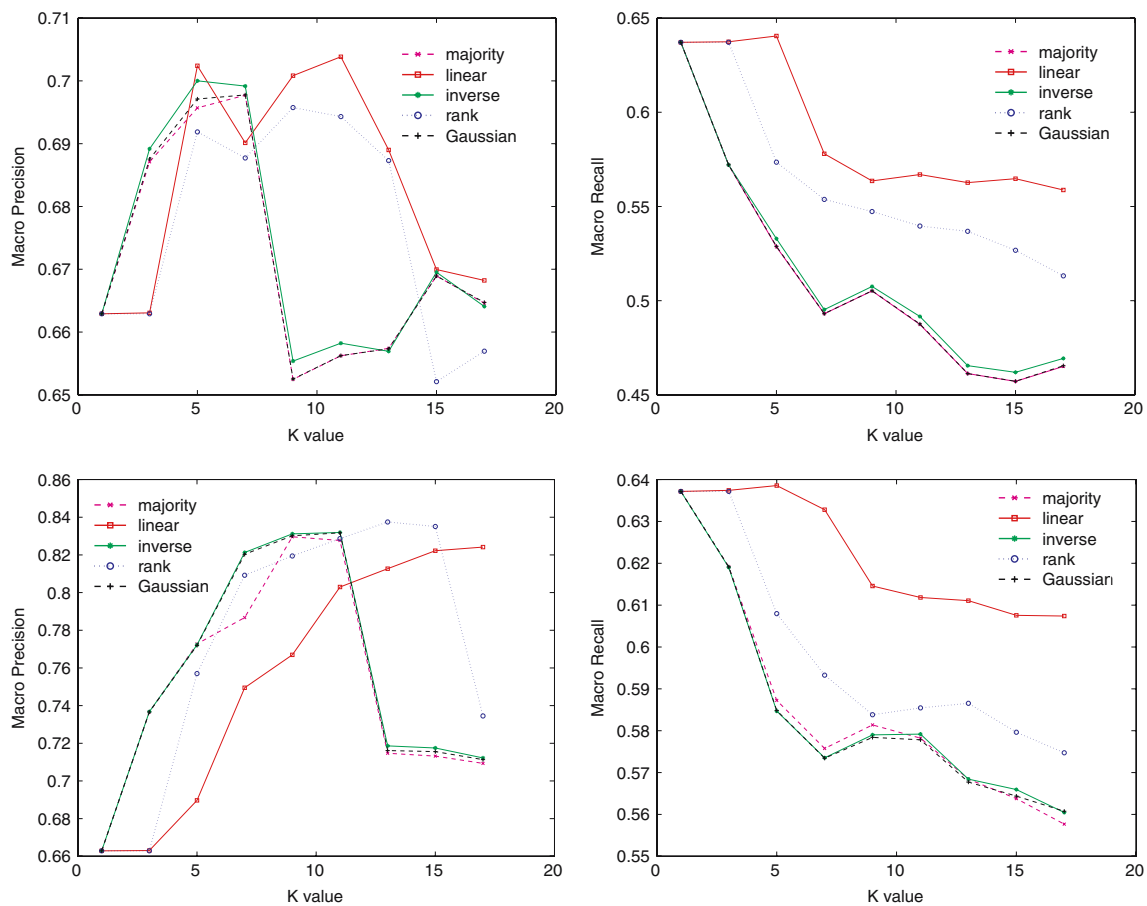 0.71
0.7
0.69
0.68
0.67
0.66
0.65
0
5
10
15
20
K value
Macro Precision
majority
linear
inverse
rank
Gaussian
0.65
0.6
0.55
0.5
0.45
0
5
10
15
20
K value
Macro Recall
majority
linear
inverse
rank
Gaussian
0.86
0.84
0.82
0.8
0.78
0.76
0.74
0.72
0.7
0.68
0.66
0
5
10
15
20
K value
Macro Precision
majority
linear
inverse
rank
Gaussian
0.64
0.63
0.62
0.61
0.6
0.59
0.58
0.57
0.56
0.55
0
5
10
15
20
K value
Macro Recall
majority
linear
inverse
rank
Gaussian